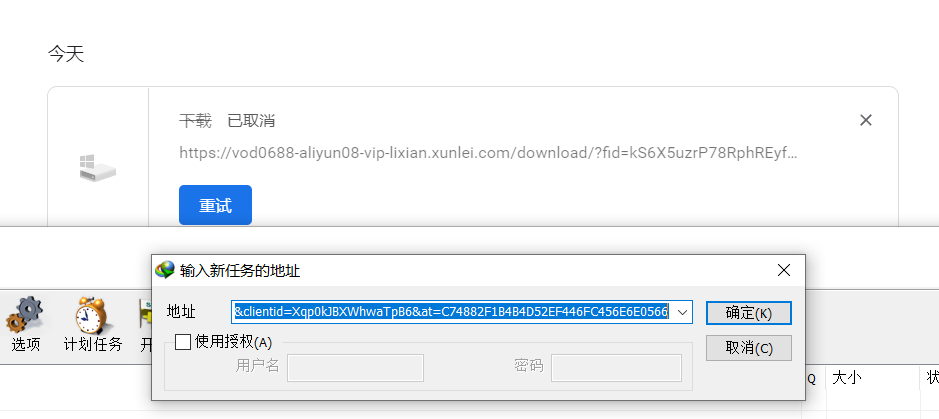 今天
下载 已取消
https://vod0688-aliyun08-vip-lixian.xunlei.com/download/?fid=kS6X5uzrP78RphREyf...
重试
输入新任务的地址
地址 &clientid=Xqp0kJBXWhwaTpB6&at=C74882F1B4B4D52EF446FC456E6E0566 确定(K)
使用授权(A) 取消(C)
用户名 密码
选项 计划任务 开
Q 大小 状